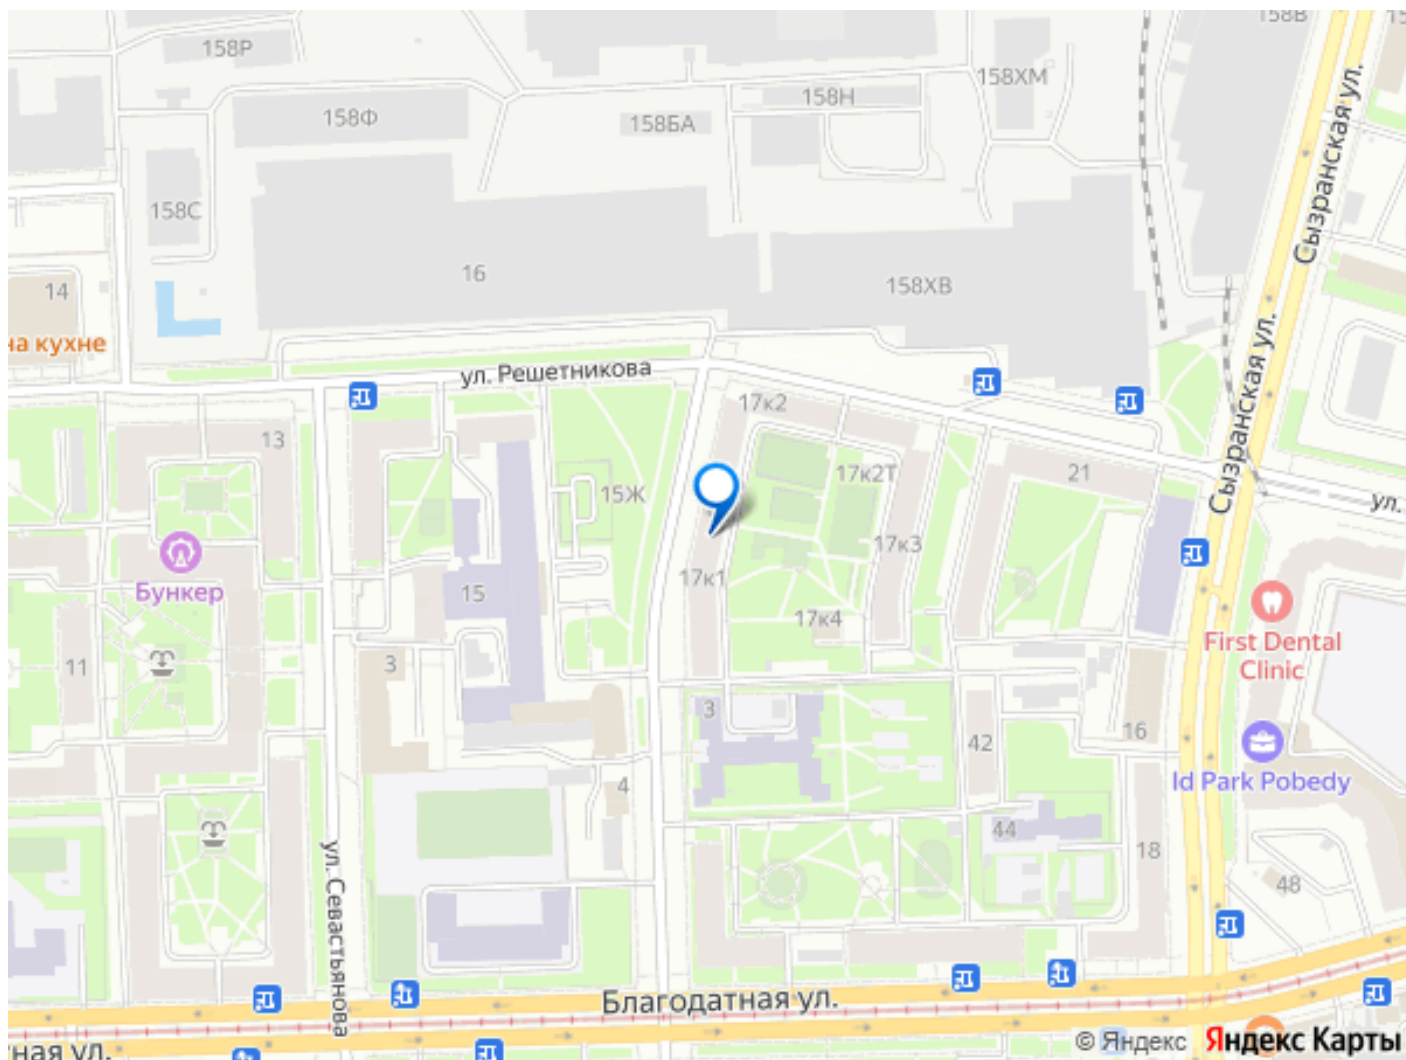 158В
158Р
158ХМ
158Н
158Ф
158БА
Сызранская ул.
158С
16
158ХВ
14
на кухне
ул. Решетникова
Сызранская ул.
17к2
13
21
17к2Т
15Ж
ул.
17к3
17к1
Бункер
15
17к4
First Dental
Clinic
3
11
3
16
42
Id Park Pobedy
4
44
18
ул. Севастьянова
48
Благодатная ул.
ная ул.
© Яндекс Яндекс Карты